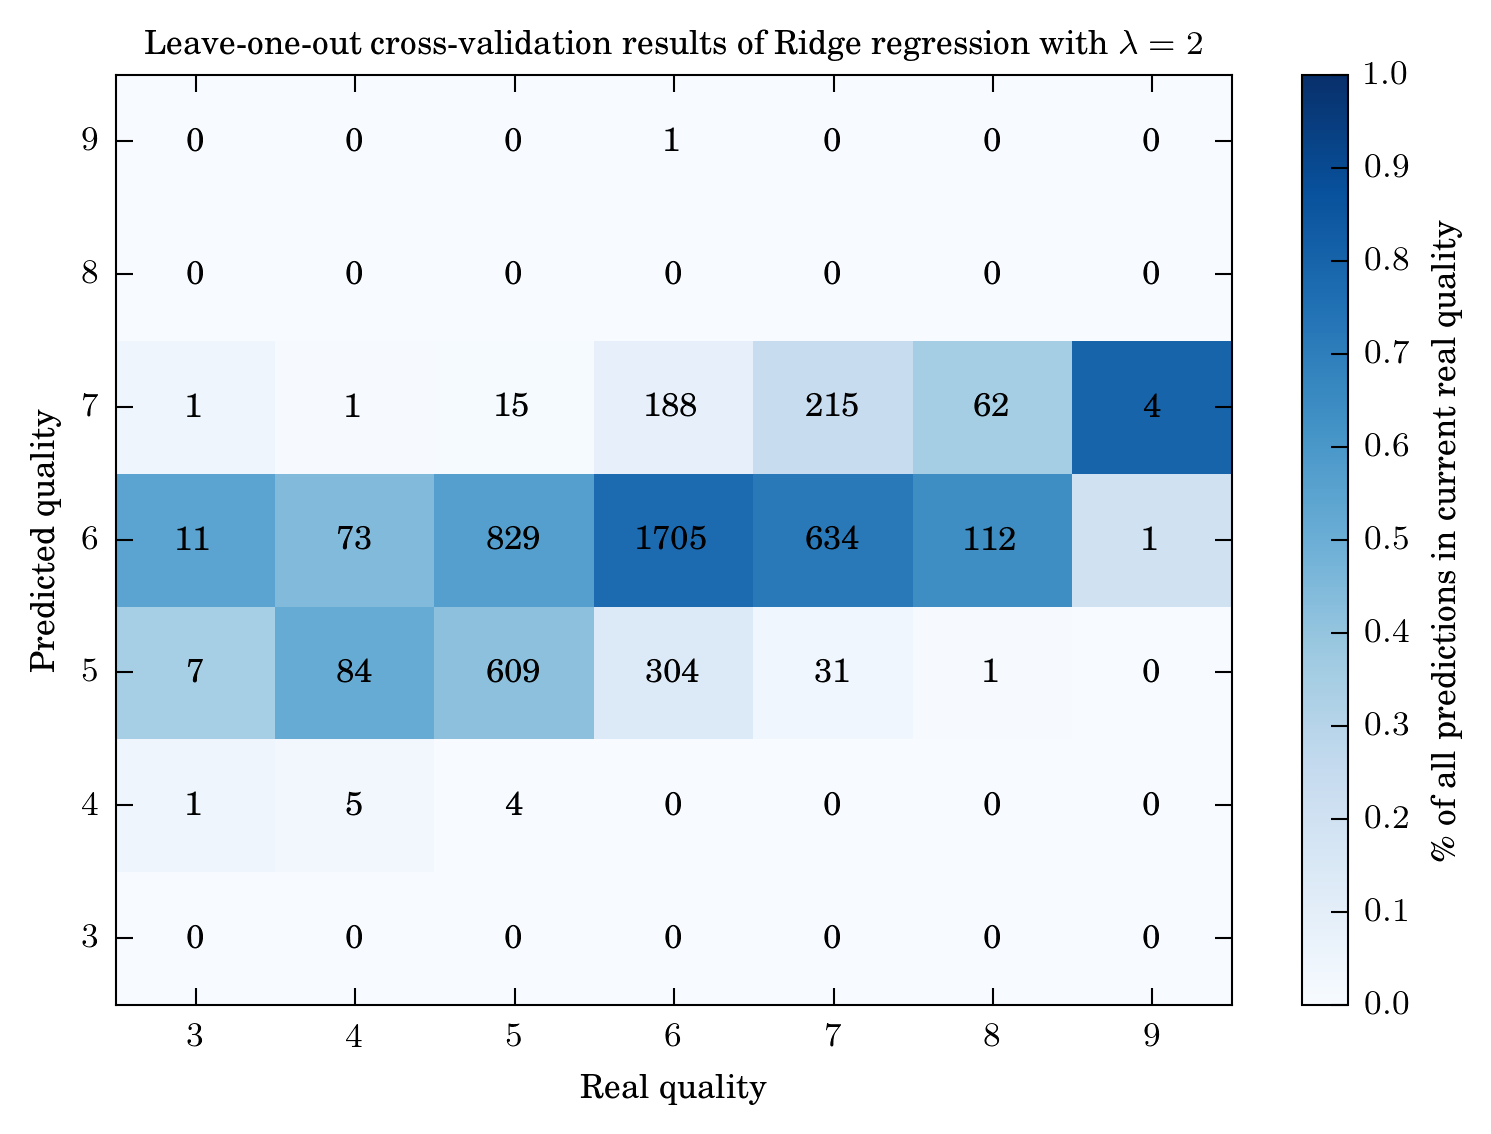 Leave-one-out cross-validation results of Ridge regression with λ = 2
9 0 0 0 1 0 0 0
8 0 0 0 0 0 0 0
7 1 1 15 188 215 62 4
6 11 73 829 1705 634 112 1
5 7 84 609 304 31 1 0
4 1 5 4 0 0 0 0
3 0 0 0 0 0 0 0
3 4 5 6 7 8 9
Real quality
Predicted quality
1.0
0.9
0.8
0.7
0.6
0.5
0.4
0.3
0.2
0.1
0.0
% of all predictions in current real quality